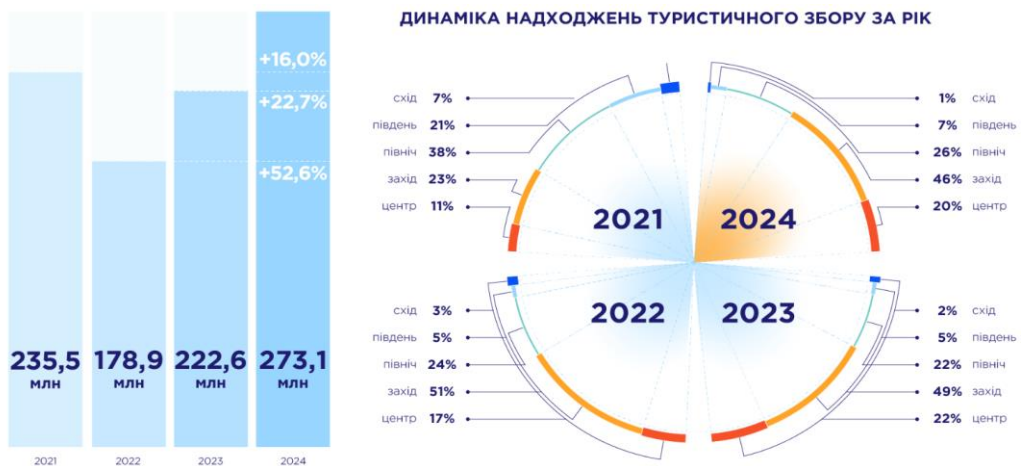 ДИНАМІКА НАДХОДЖЕНЬ ТУРИСТИЧНОГО ЗБОРУ ЗА РІК
+16,0%
+22,7%
+52,6%
235,5
МЛН
178,9
МЛН
222,6
МЛН
273,1
МЛН
2021
2022
2023
2024
схід 7%
південь 21%
північ 38%
захід 23%
центр 11%
2021
1% схід
7% південь
26% північ
46% захід
20% центр
2024
схід 3%
південь 5%
північ 24%
захід 51%
центр 17%
2022
2% схід
5% південь
22% північ
49% захід
22% центр
2023